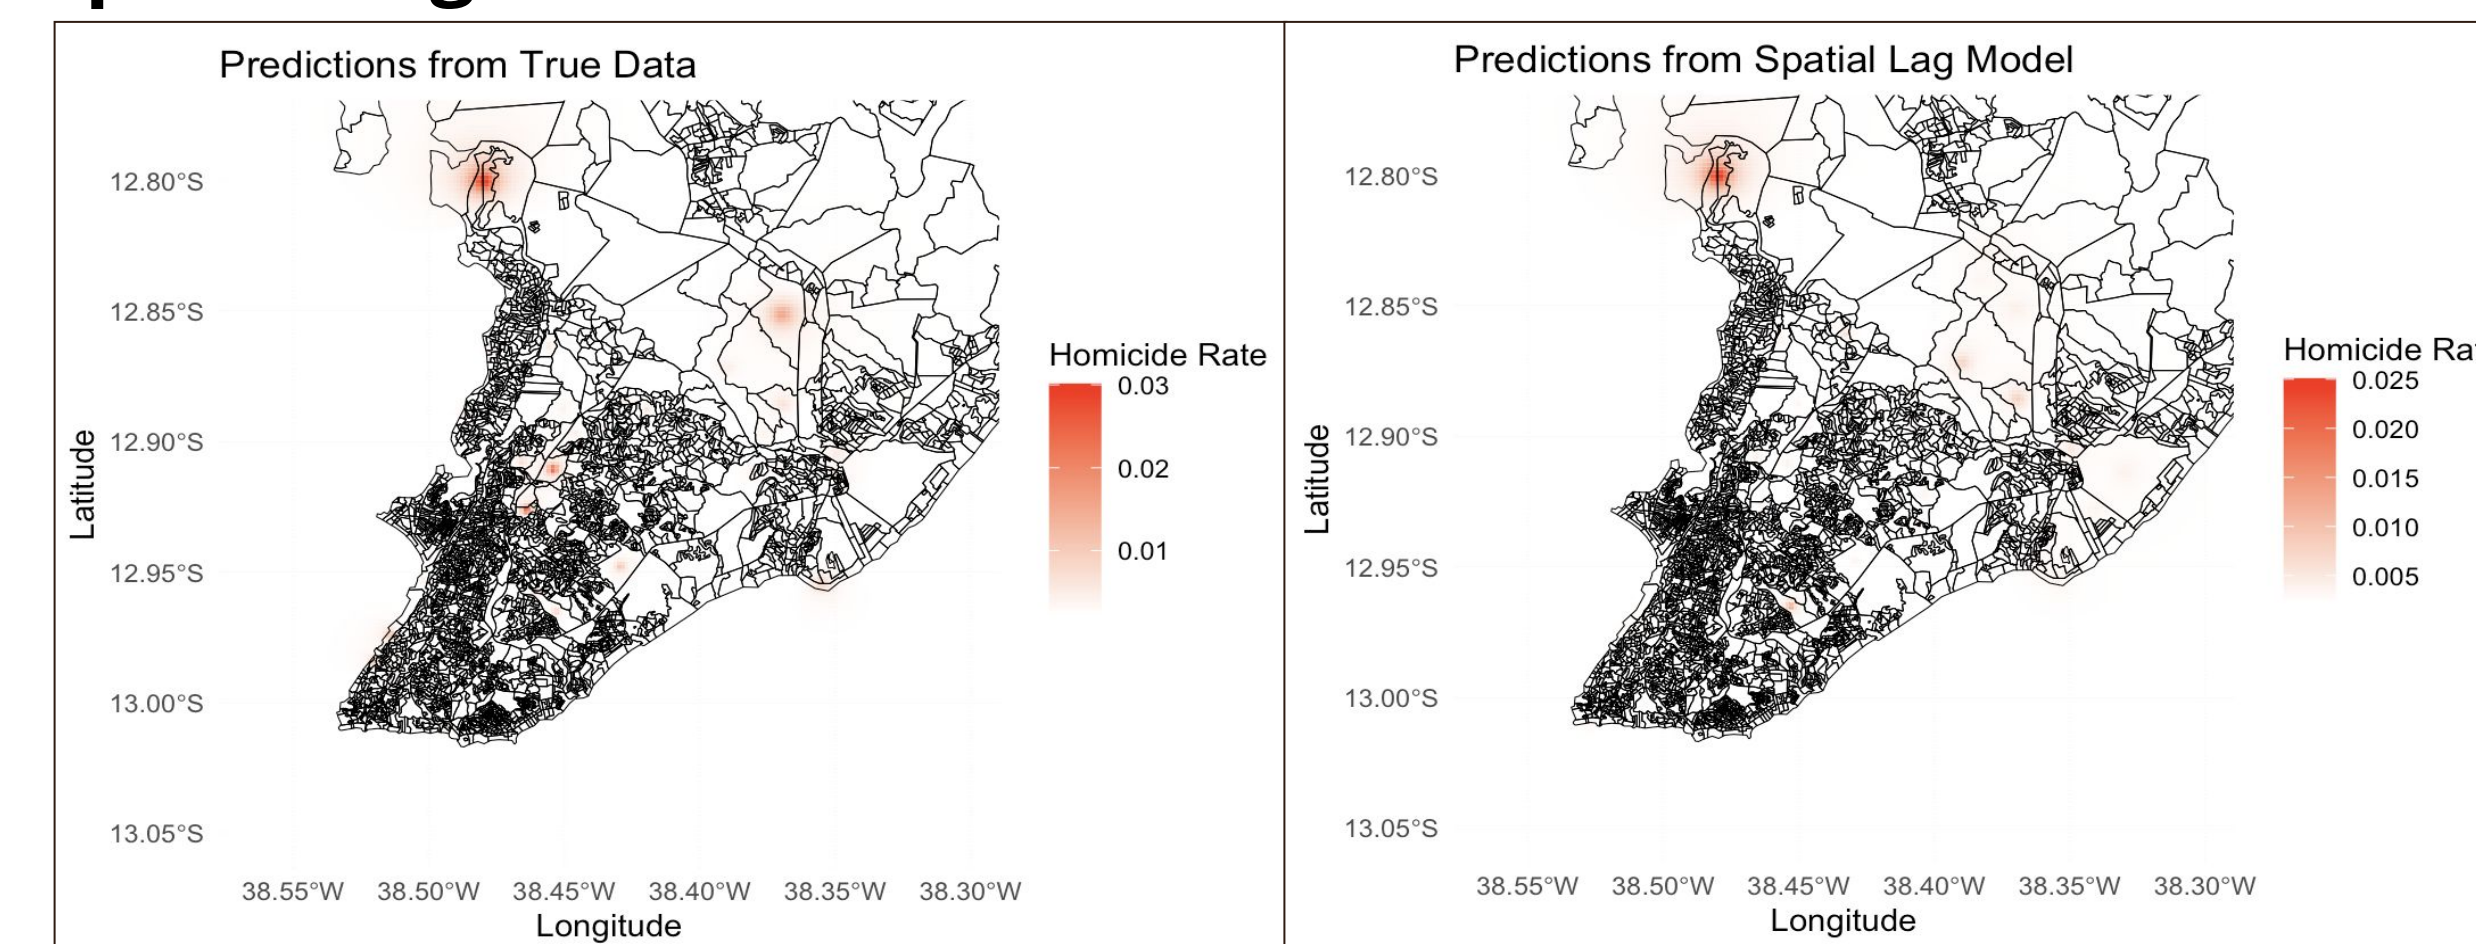 Predictions from True Data
12.80°S
12.85°S
12.90°S
12.95°S
13.00°S
13.05°S
Latitude
38.55°W 38.50°W 38.45°W 38.40°W 38.35°W 38.30°W
Longitude
Homicide Rate
0.03
0.02
0.01
Predictions from Spatial Lag Model
12.80°S
12.85°S
12.90°S
12.95°S
13.00°S
13.05°S
Latitude
38.55°W 38.50°W 38.45°W 38.40°W 38.35°W 38.30°W
Longitude
Homicide Ra
0.025
0.020
0.015
0.010
0.005